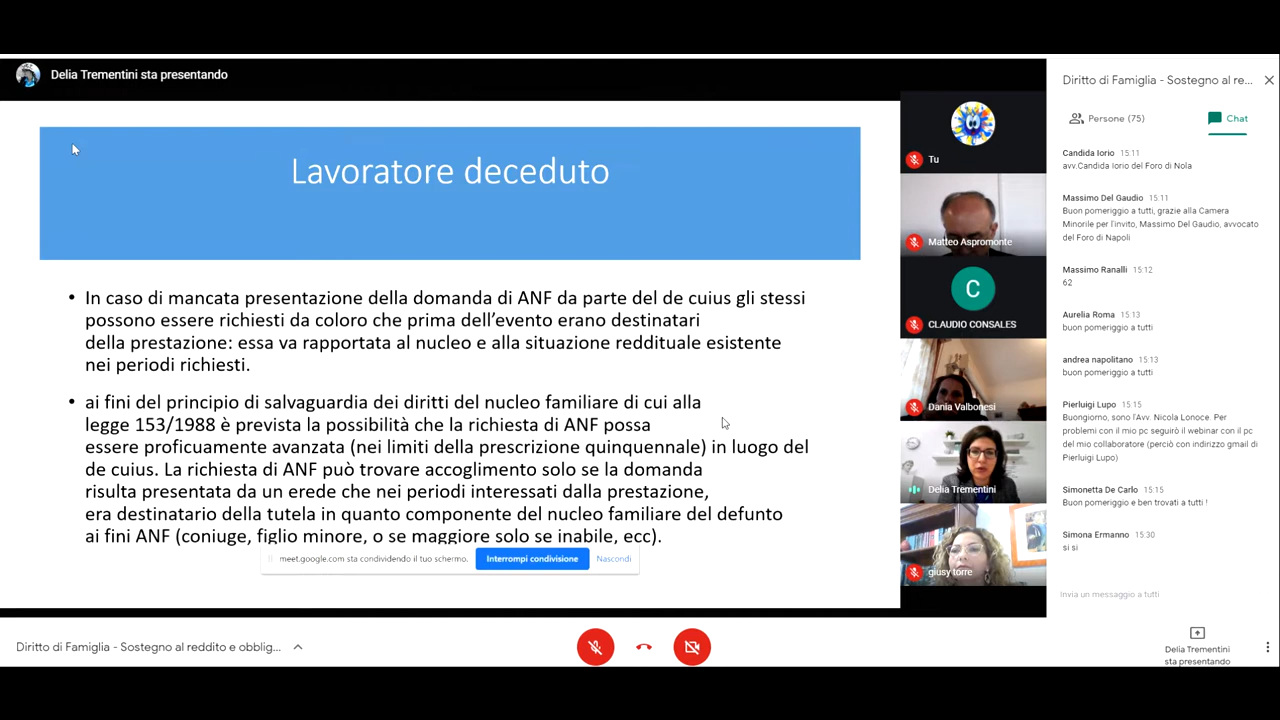 Delia Trementini sta presentando
Lavoratore deceduto
• In caso di mancata presentazione della domanda di ANF da parte del de cuius gli stessi
possono essere richiesti da coloro che prima dell'evento erano destinatari
della prestazione: essa va rapportata al nucleo e alla situazione reddituale esistente
nei periodi richiesti.
• ai fini del principio di salvaguardia dei diritti del nucleo familiare di cui alla
legge 153/1988 è prevista la possibilità che la richiesta di ANF possa
essere proficuamente avanzata (nei limiti della prescrizione quinquennale) in luogo del
de cuius. La richiesta di ANF può trovare accoglimento solo se la domanda
risulta presentata da un erede che nei periodi interessati dalla prestazione,
era destinatario della tutela in quanto componente del nucleo familiare del defunto
ai fini ANF (coniuge, figlio minore, o se maggiore solo se inabile, ecc).
meet.google.com sta condividendo il tuo schermo.
Interrompi condivisione
Nascondi
Tu
Matteo Aspromonte
C
CLAUDIO CONSALES
Dania Valbonesi
Delia Trementini
giusy torre
Diritto di Famiglia - Sostegno al re...
Persone (75)
Chat
Candida Iorio 15:11
avv.Candida Iorio del Foro di Nola
Massimo Del Gaudio 15:11
Buon pomeriggio a tutti, grazie alla Camera
Minorile per l'invito, Massimo Del Gaudio, avvocato
del Foro di Napoli
Massimo Ranalli 15:12
62
Aurelia Roma 15:13
buon pomeriggio a tutti
andrea napolitano 15:13
buon pomeriggio a tutti
Pierluigi Lupo 15:15
Buongiorno, sono l'Avv. Nicola Lonoce. Per
problemi con il mio pc seguirò il webinar con il pc
del mio collaboratore (perciò con indirizzo gmail di
Pierluigi Lupo)
Simonetta De Carlo 15:15
Buon pomeriggio e ben trovati a tutti !
Simona Ermanno 15:30
si si
Invia un messaggio a tutti
Diritto di Famiglia - Sostegno al reddito e obblig...
Delia Trementini
sta presentando